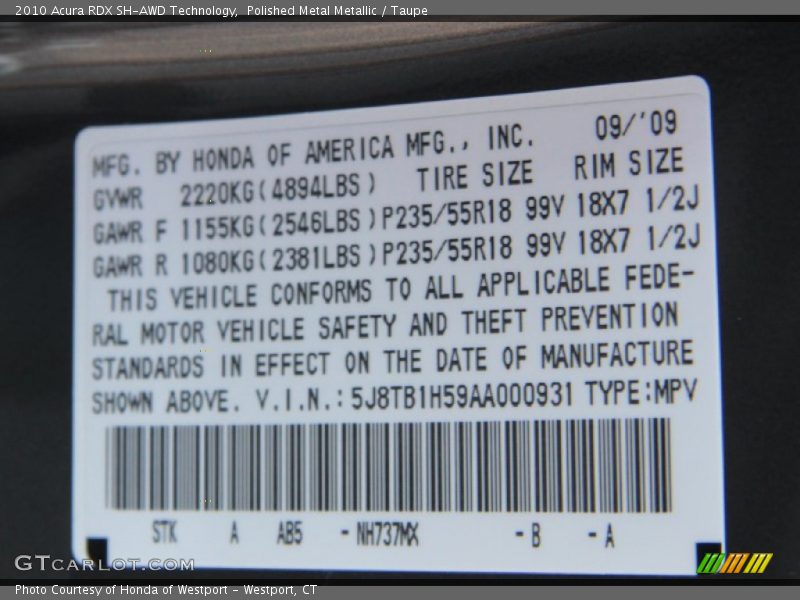 2010 Acura RDX SH-AWD Technology,  Polished Metal Metallic / Taupe
MFG. BY HONDA OF AMERICA MFG., INC. 09/'09
GVWR 2220KG(4894LBS) TIRE SIZE RIM SIZE
GAWR F 1155KG(2546LBS)P235/55R18 99V 18X7 1/2J
GAWR R 1080KG(2381LBS)P235/55R18 99V 18X7 1/2J
THIS VEHICLE CONFORMS TO ALL APPLICABLE FEDE-
RAL MOTOR VEHICLE SAFETY AND THEFT PREVENTION
STANDARDS IN EFFECT ON THE DATE OF MANUFACTURE
SHOWN ABOVE. V.I.N.:5J8TB1H59AA000931 TYPE:MPV
STK A AB5 -NH737MX -B -A
GTCARLOT.COM
Photo Courtesy of Honda of Westport - Westport, CT